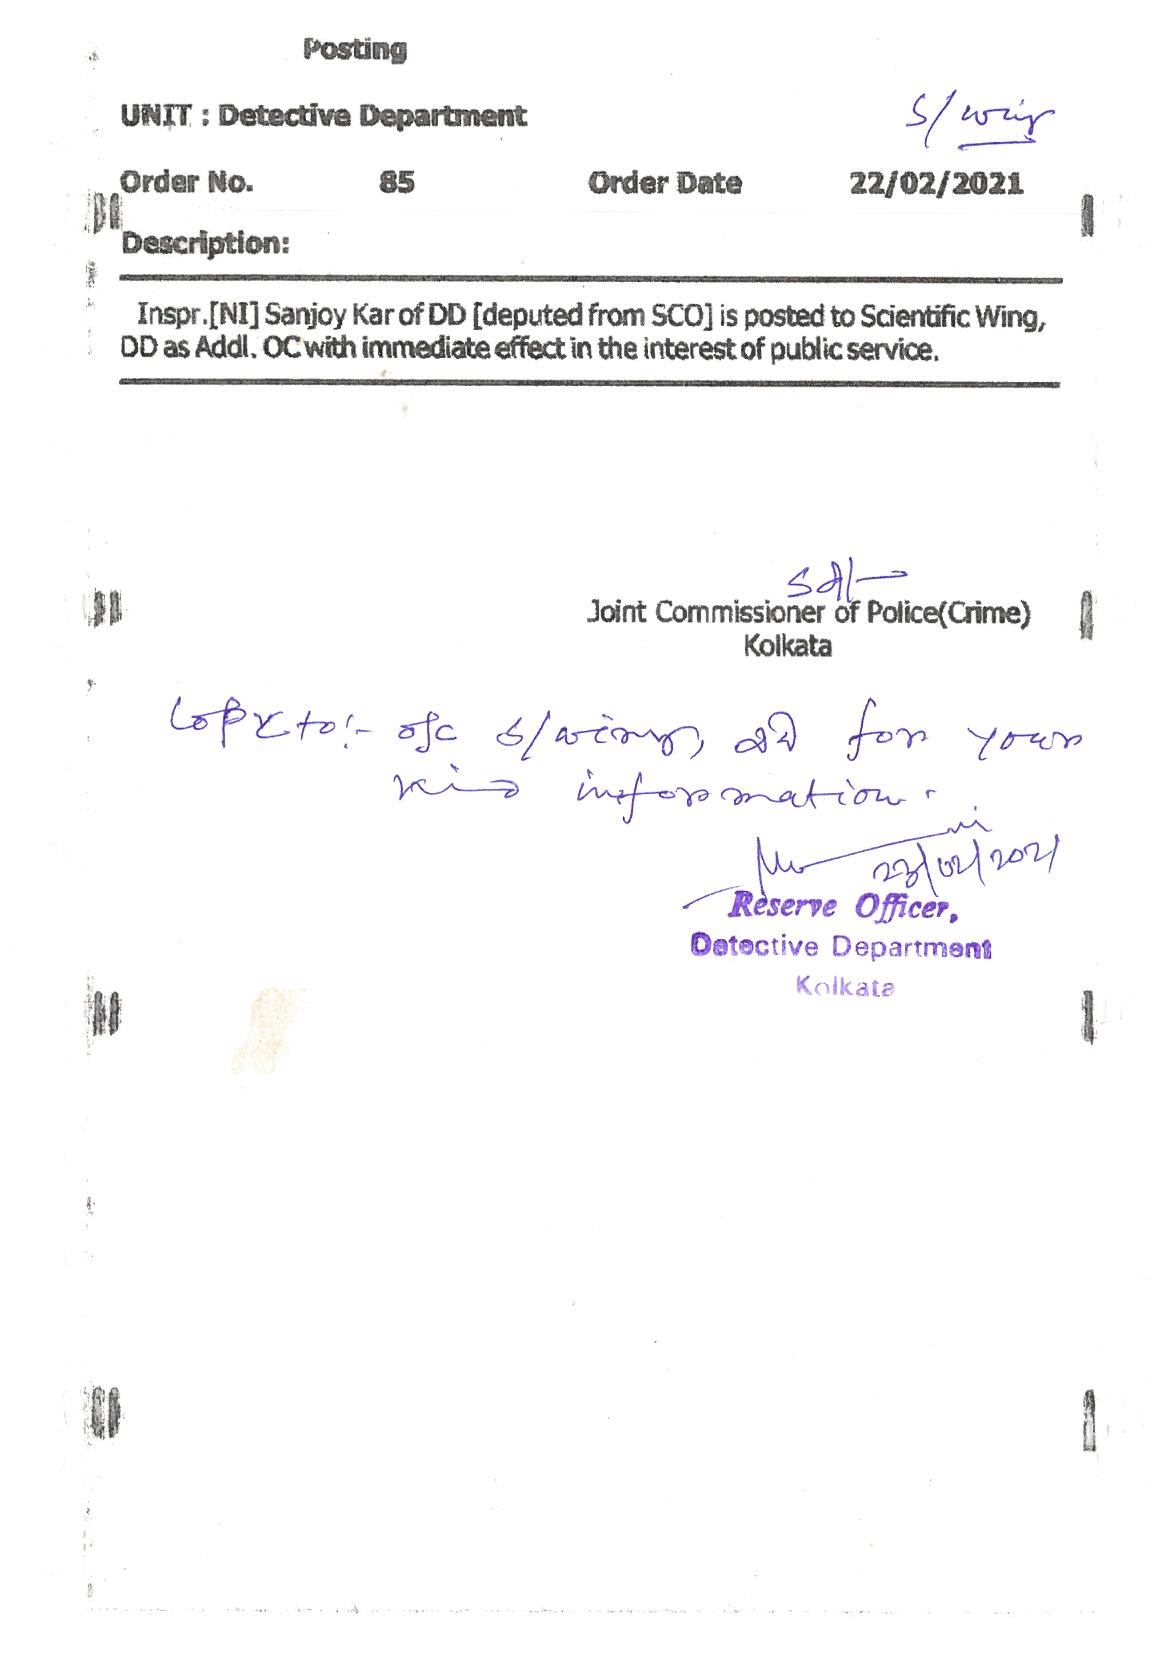 Posting
UNIT : Detective Department
S/wing
Order No. 85 Order Date 22/02/2021
Description:
Inspr.[NI] Sanjoy Kar of DD [deputed from SCO] is posted to Scientific Wing,
DD as Addl. OC with immediate effect in the interest of public service.
Sd/-
Joint Commissioner of Police(Crime)
Kolkata
Copy to:- O/C S/wing, DD for your
kind information.
23/02/2021
Reserve Officer,
Detective Department
Kolkata